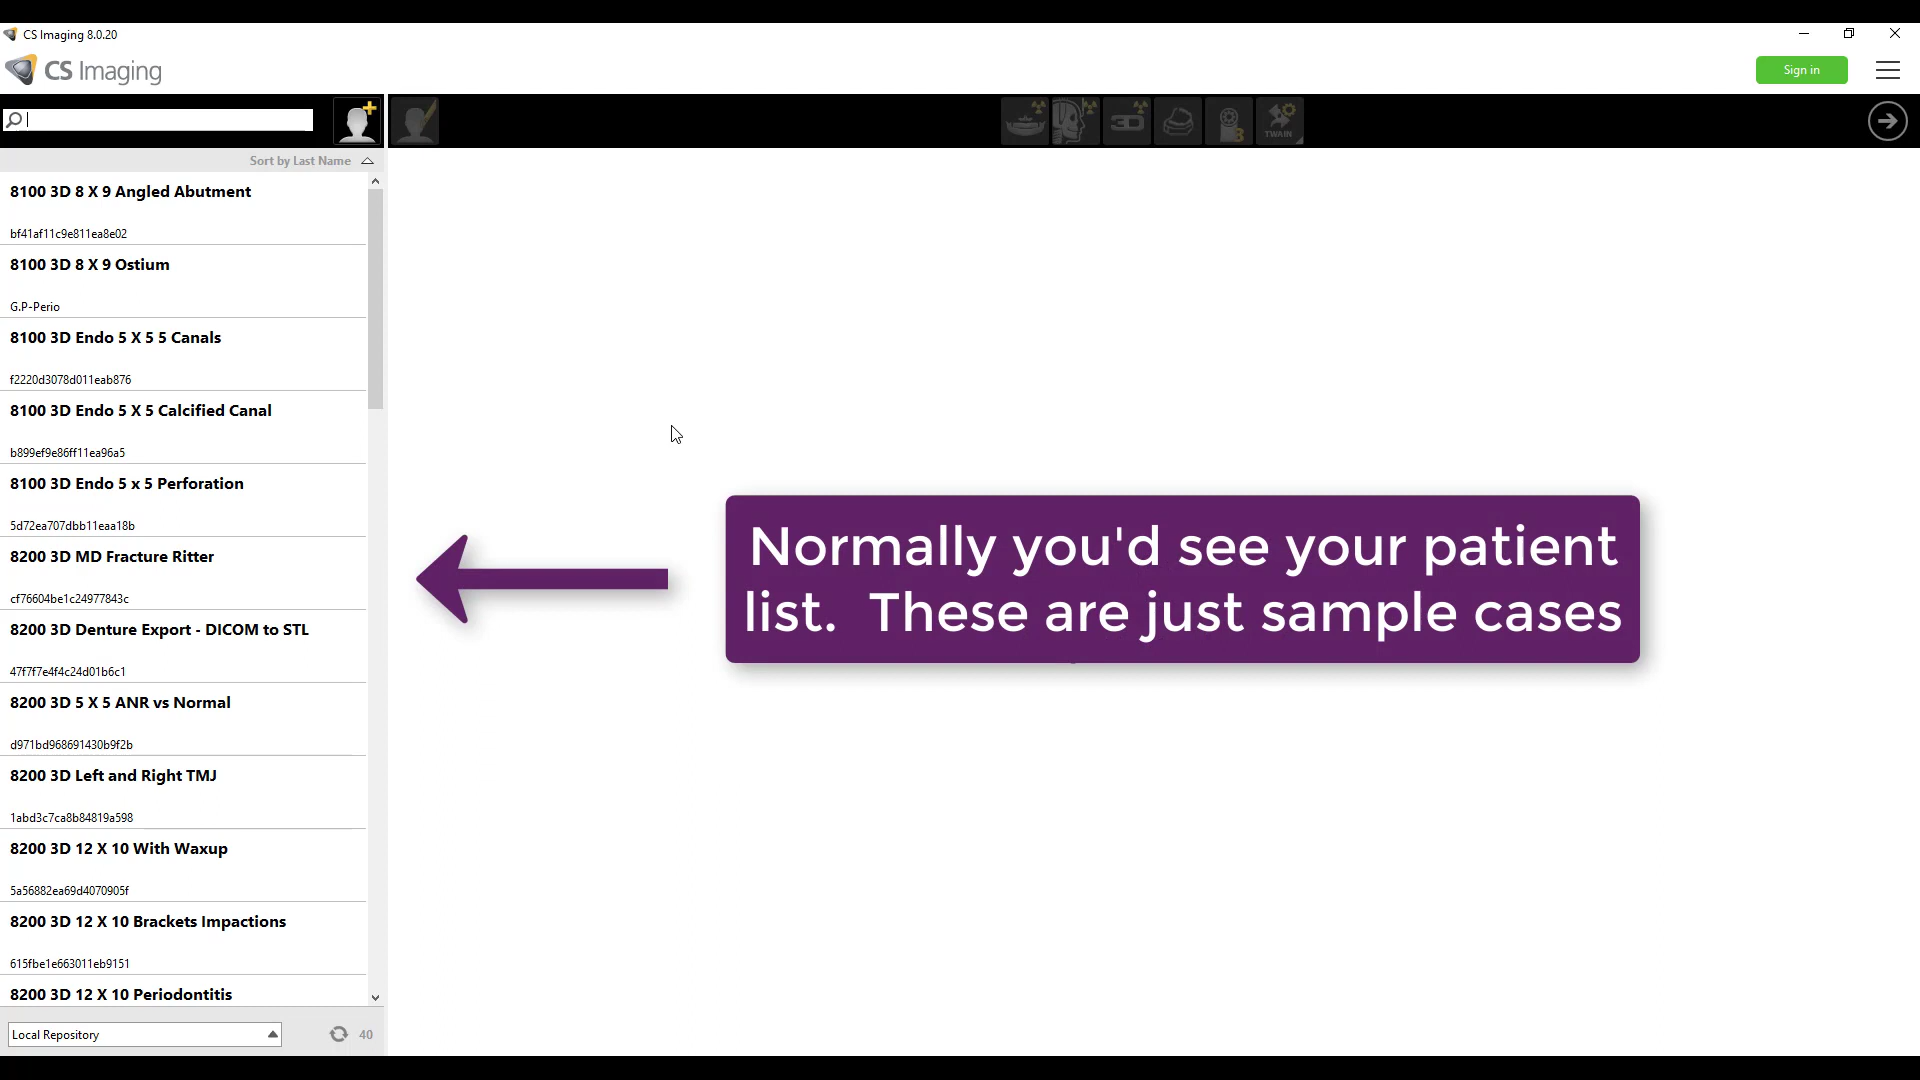 CS Imaging 8.0.20
CS Imaging
Sign in
3D
3
TWAIN
Sort by Last Name
8100 3D 8 X 9 Angled Abutment
bf41af11c9e811ea8e02
8100 3D 8 X 9 Ostium
G.P-Perio
8100 3D Endo 5 X 5 5 Canals
f2220d3078d011eab876
8100 3D Endo 5 X 5 Calcified Canal
b899ef9e86ff11ea96a5
8100 3D Endo 5 x 5 Perforation
5d72ea707dbb11eaa18b
8200 3D MD Fracture Ritter
cf76604be1c24977843c
8200 3D Denture Export - DICOM to STL
47f7f7e4f4c24d01b6c1
8200 3D 5 X 5 ANR vs Normal
d971bd968691430b9f2b
8200 3D Left and Right TMJ
1abd3c7ca8b84819a598
8200 3D 12 X 10 With Waxup
5a56882ea69d4070905f
8200 3D 12 X 10 Brackets Impactions
615fbe1e663011eb9151
8200 3D 12 X 10 Periodontitis
Local Repository
40
Normally you'd see your patient
list.  These are just sample cases